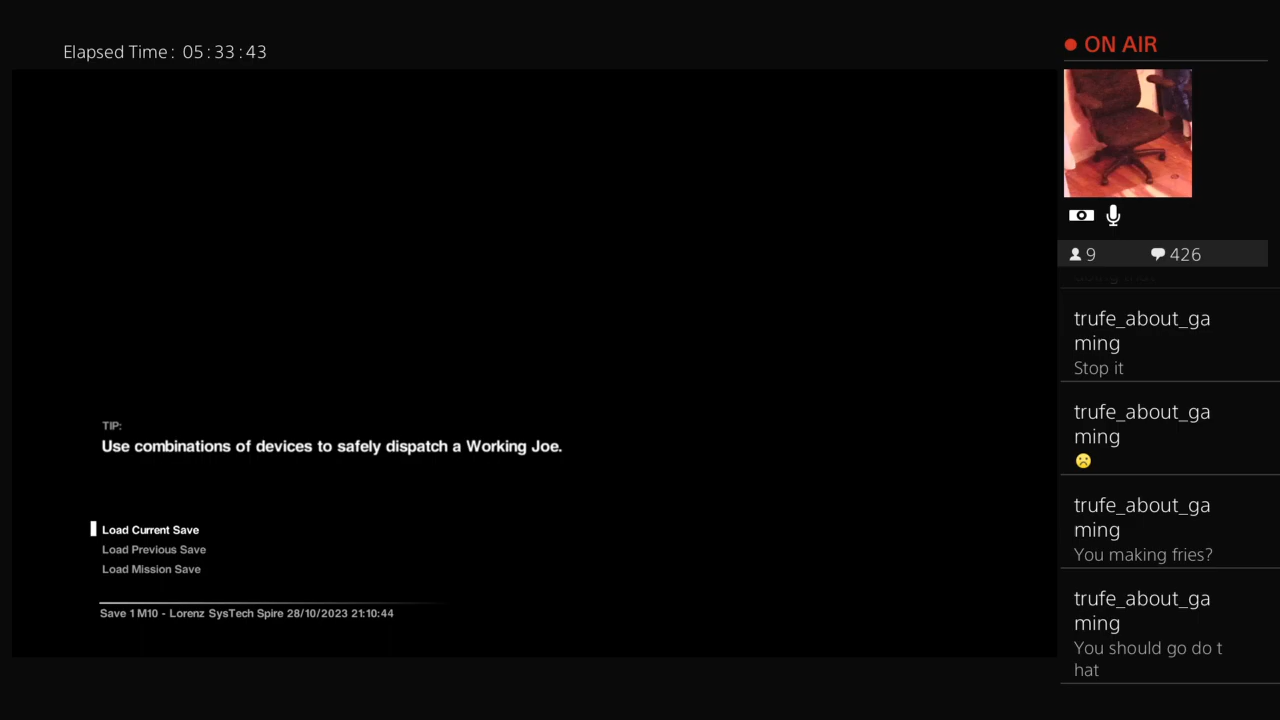 Elapsed Time: 05:33:43
ON AIR
9
426
trufe_about_ga
ming
Stop it
trufe_about_ga
ming
☹️
trufe_about_ga
ming
You making fries?
trufe_about_ga
ming
You should go do t
hat
TIP:
Use combinations of devices to safely dispatch a Working Joe.
Load Current Save
Load Previous Save
Load Mission Save
Save 1 M10 - Lorenz SysTech Spire 28/10/2023 21:10:44